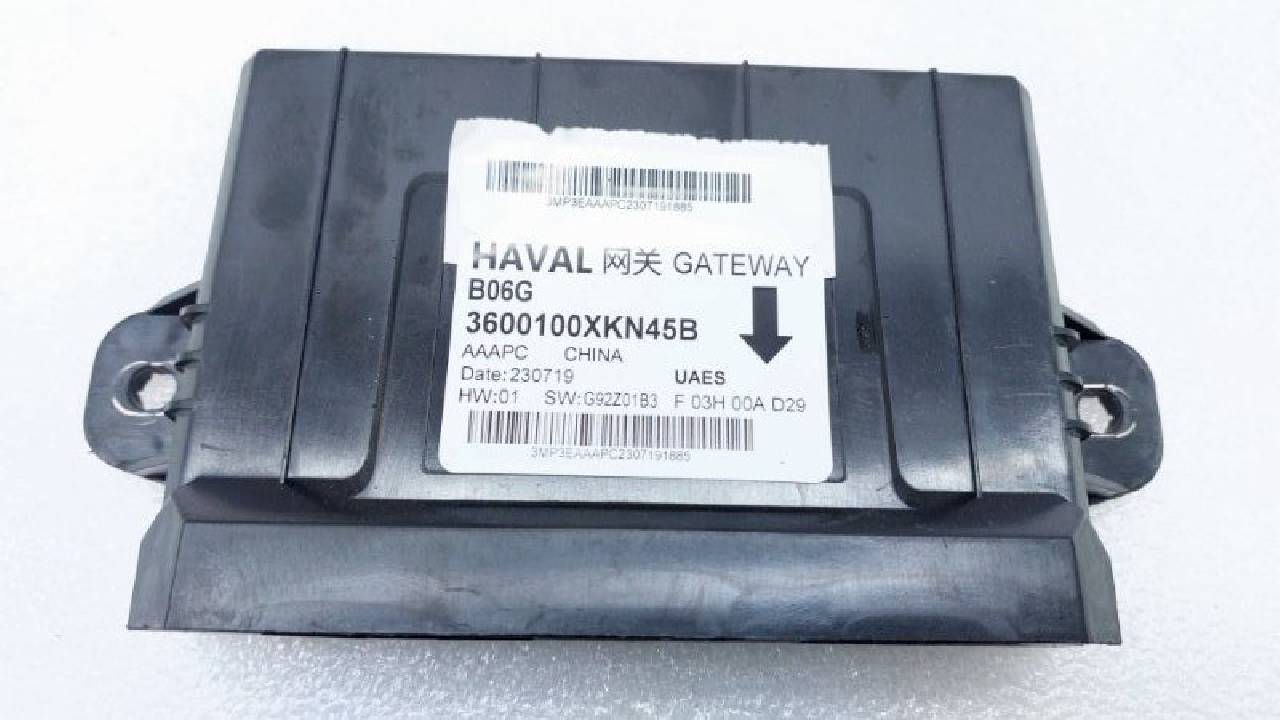 3MP3EAAAPC2307191885
HAVAL 网关 GATEWAY
B06G
3600100XKN45B
AAAPC CHINA
Date:230719 UAES
HW:01 SW:G92Z01B3 F 03H 00A D29
3MP3EAAAPC2307191885